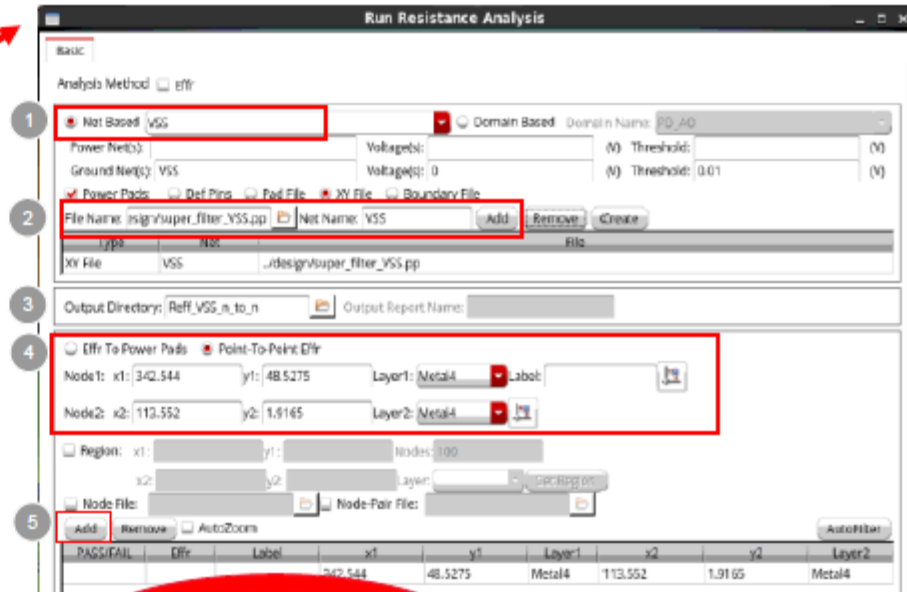 Run Resistance Analysis
Basic
Analysis Method Effr
1 Net Based VSS Domain Based Domain Name: PD_AO
Power Net(s): Voltage(s): (V) Threshold: (V)
Ground Net(s): VSS Voltage(s): 0 (V) Threshold: 0.01 (V)
Power Pads: Def Pins Pad File XY File Boundary File
2 File Name: esign/super_filter_VSS.pp Net Name: VSS Add Remove Create
Type Net File
XY File VSS ../design/super_filter_VSS.pp
3 Output Directory: Reff_VSS_n_to_n Output Report Name:
4 Effr To Power Pads Point-To-Point Effr
Node1: x1: 342.544 y1: 48.5275 Layer1: Metal4 Label:
Node2: x2: 113.552 y2: 1.9165 Layer2: Metal4
Region: x1: y1: Nodes: 100
x2: y2: Layer: Get Region
Node File: Node-Pair File:
5 Add Remove AutoZoom AutoFilter
PASS/FAIL Effr Label x1 y1 Layer1 x2 y2 Layer2
342.544 48.5275 Metal4 '113.552 1.9165 Metal4